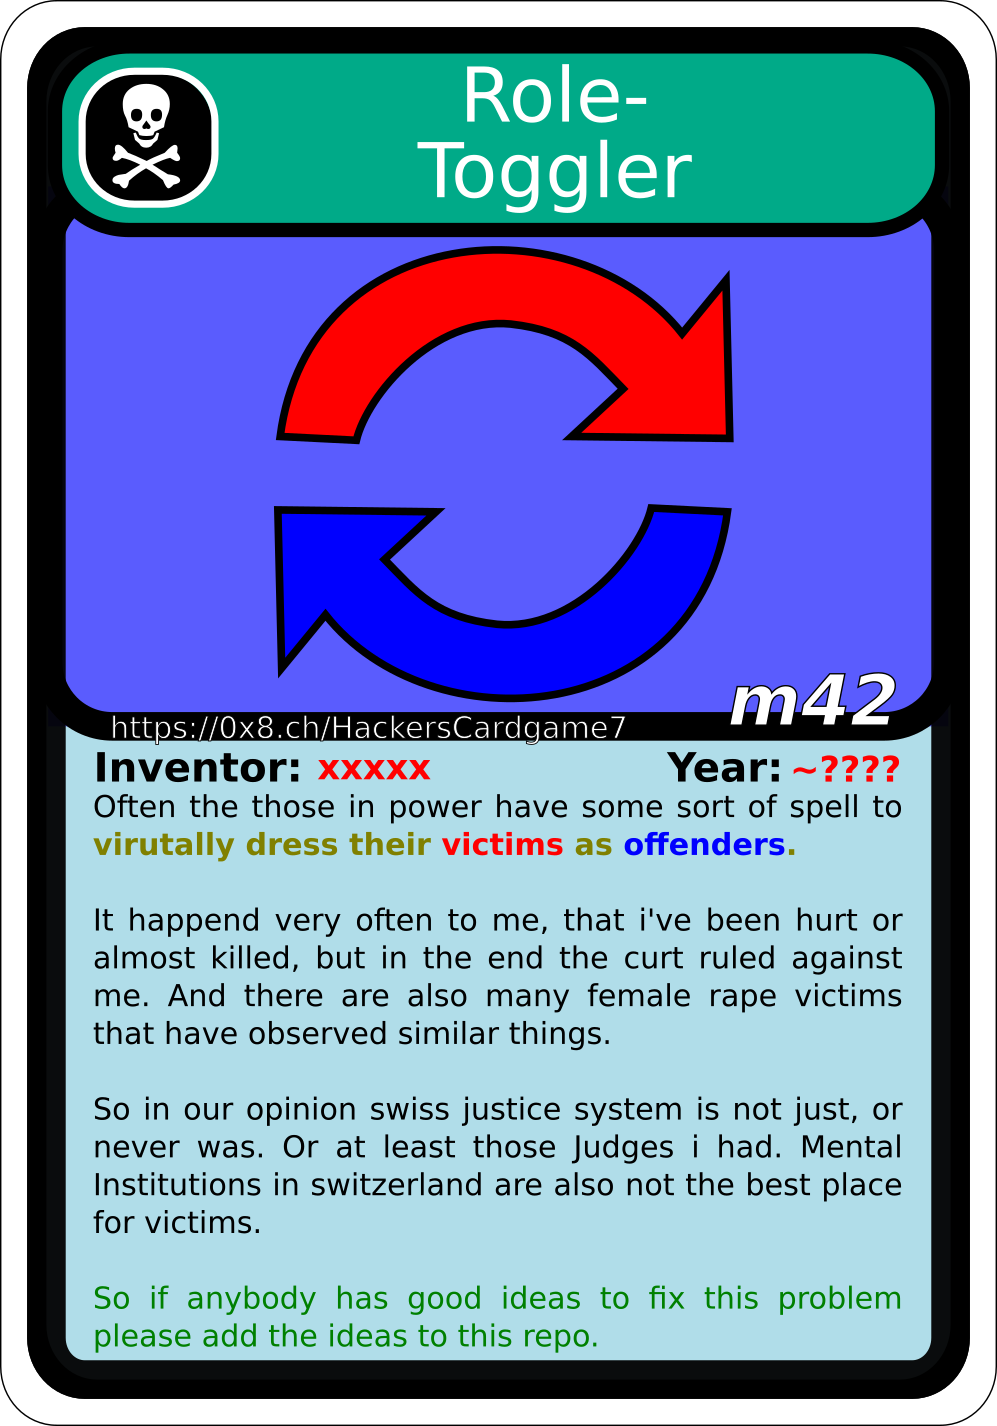 Role-
Toggler
m42
https://0x8.ch/HackersCardgame7
Inventor: xxxxx Year: ~????
Often the those in power have some sort of spell to
virutally dress their victims as offenders.
It happend very often to me, that i've been hurt or
almost killed, but in the end the curt ruled against
me. And there are also many female rape victims
that have observed similar things.
So in our opinion swiss justice system is not just, or
never was. Or at least those Judges i had. Mental
Institutions in switzerland are also not the best place
for victims.
So if anybody has good ideas to fix this problem
please add the ideas to this repo.